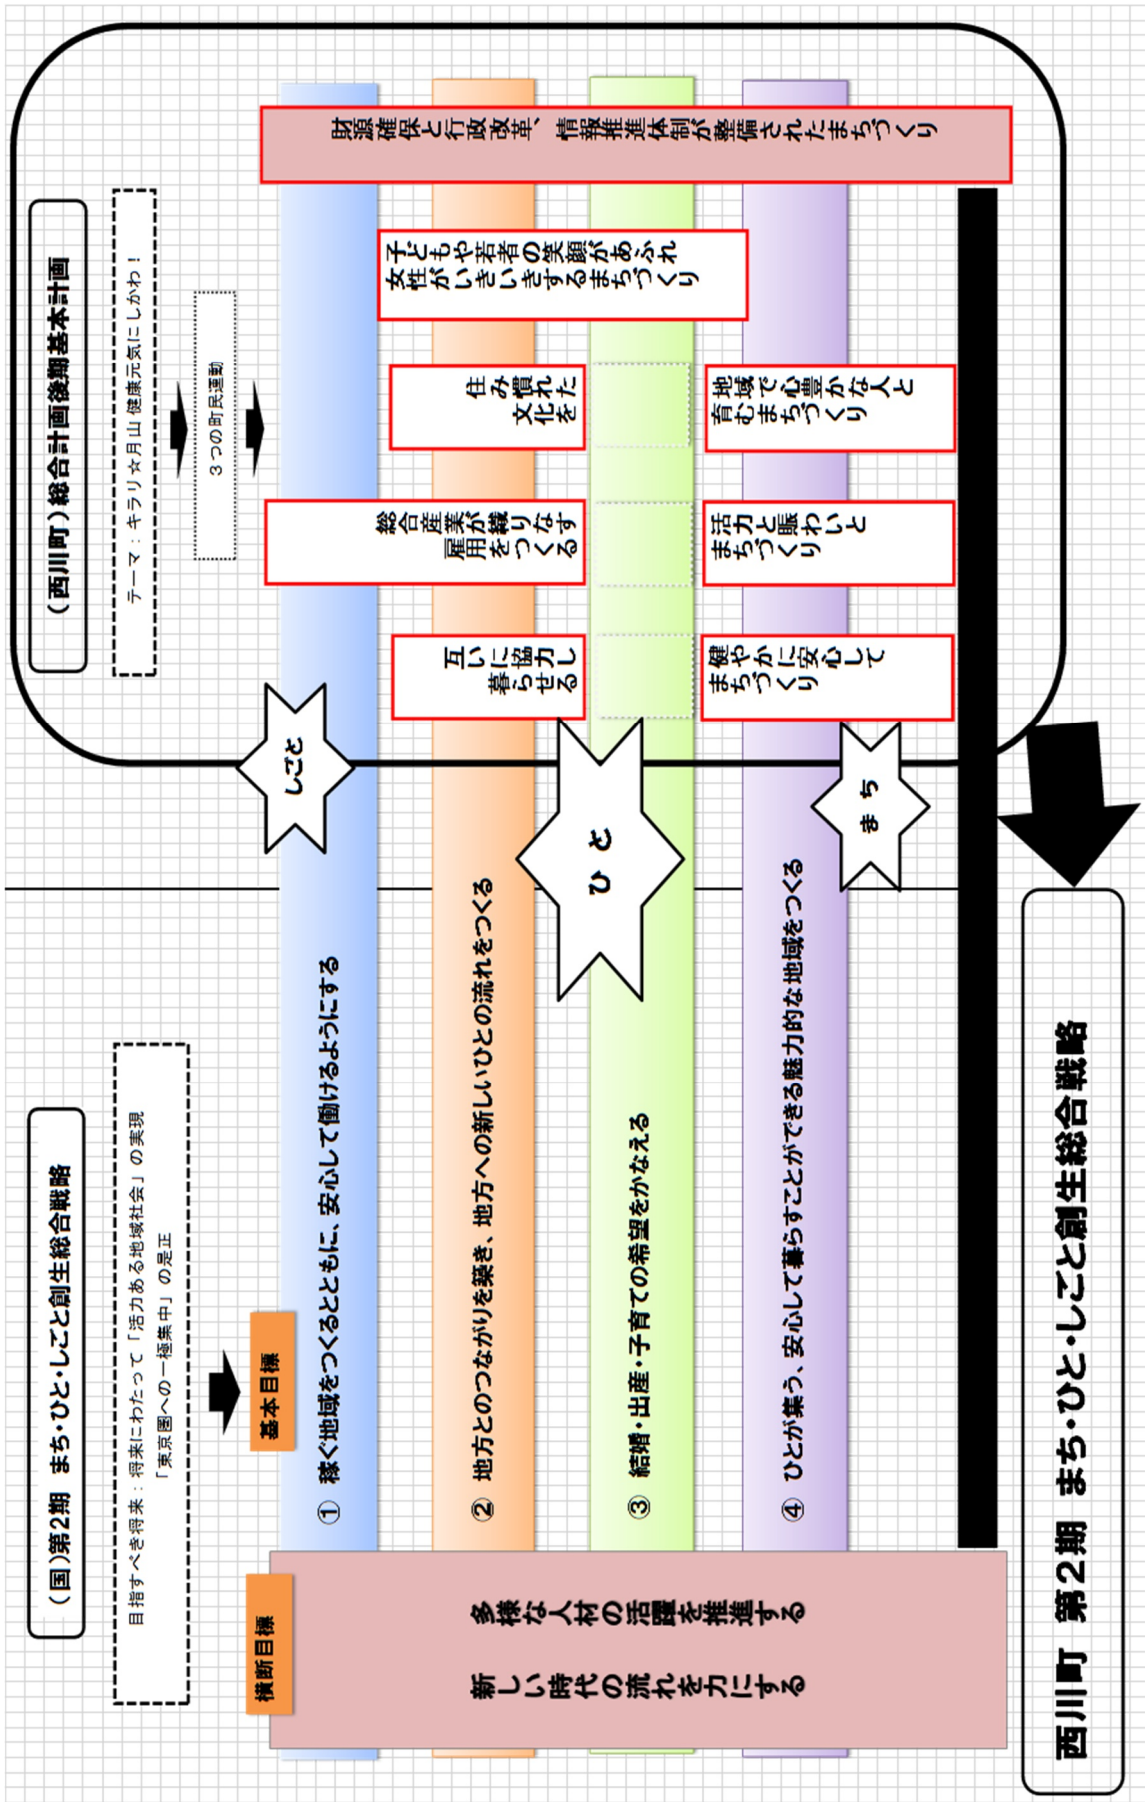 (国)第2期 まち・ひと・しごと創生総合戦略
目指すべき将来：将来にわたって「活力ある地域社会」の実現
「東京圏への一極集中」の是正
(西川町)総合計画後期基本計画
テーマ：キラリ☆月山 健康元気にしかわ！
３つの町民運動
横断目標
基本目標
多様な人材の活躍を推進する
新しい時代の流れを力にする
① 稼ぐ地域をつくるとともに、安心して働けるようにする
② 地方とのつながりを築き、地方への新しいひとの流れをつくる
③ 結婚・出産・子育ての希望をかなえる
④ ひとが集う、安心して暮らすことができる魅力的な地域をつくる
しごと
ひと
まち
財源確保と行政改革、情報推進体制が整備されたまちづくり
子どもや若者の笑顔があふれ
女性がいきいきするまちづくり
住み慣れた
文化を
地域で心豊かな人と
育むまちづくり
総合産業が織りなす
雇用をつくる
活力と賑わいと
まちづくり
互いに協力し
暮らせる
健やかに安心して
まちづくり
西川町 第2期 まち・ひと・しごと創生総合戦略